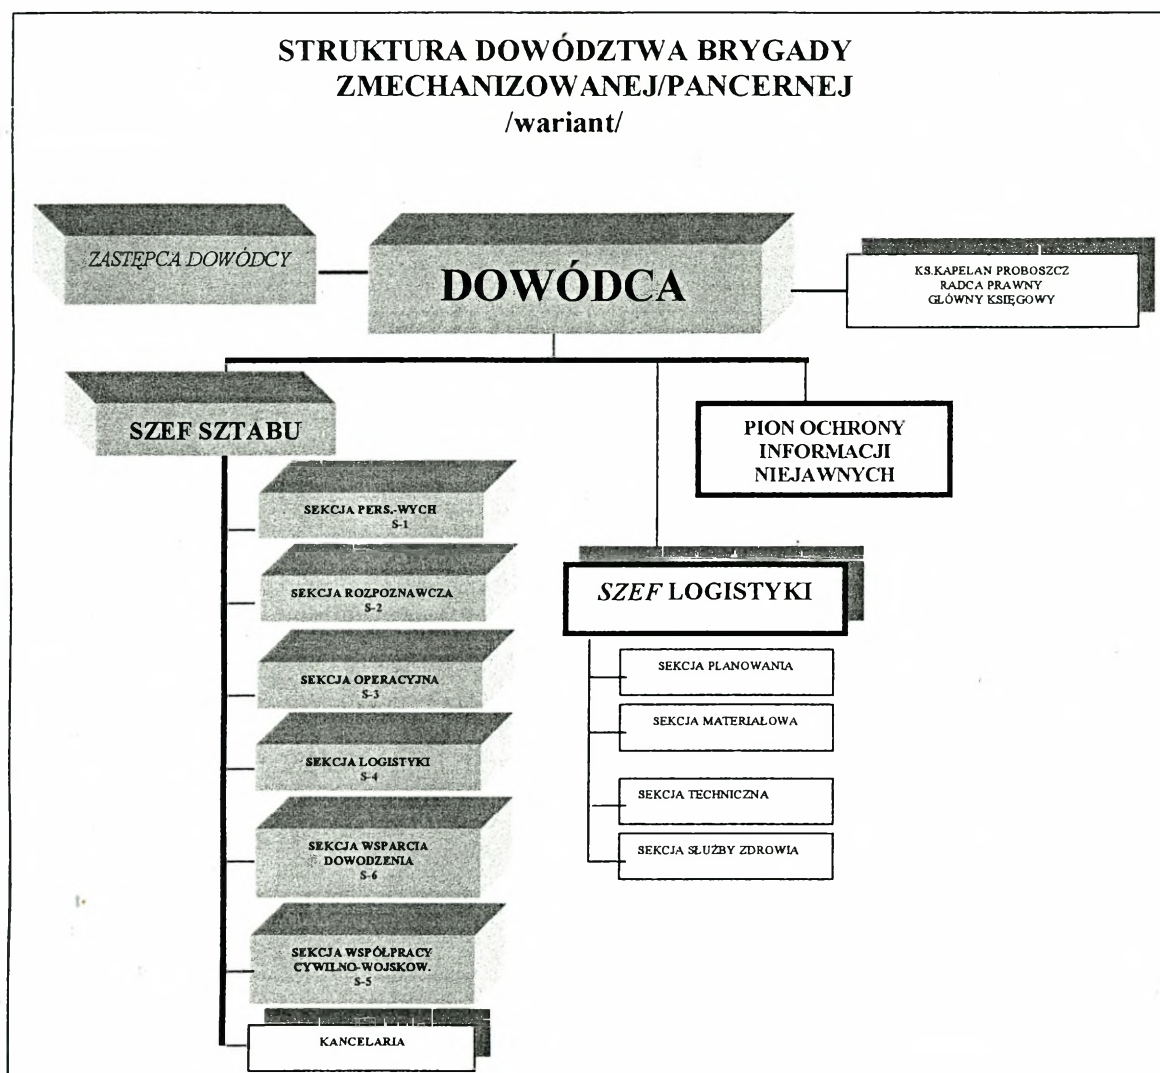 STRUKTURA DOWÓDZTWA BRYGADY
ZMECHANIZOWANEJ/PANCERNEJ
/wariant/
ZASTĘPCA DOWÓDCY
DOWÓDCA
KS.KAPELAN PROBOSZCZ
RADCA PRAWNY
GŁÓWNY KSIĘGOWY
SZEF SZTABU
PION OCHRONY
INFORMACJI
NIEJAWNYCH
SEKCJA PERS.-WYCH
S-1
SEKCJA ROZPOZNAWCZA
S-2
SEKCJA OPERACYJNA
S-3
SEKCJA LOGISTYKI
S-4
SEKCJA WSPARCIA
DOWODZENIA
S-6
SEKCJA WSPÓŁPRACY
CYWILNO-WOJSKOW.
S-5
KANCELARIA
SZEF LOGISTYKI
SEKCJA PLANOWANIA
SEKCJA MATERIAŁOWA
SEKCJA TECHNICZNA
SEKCJA SŁUŻBY ZDROWIA